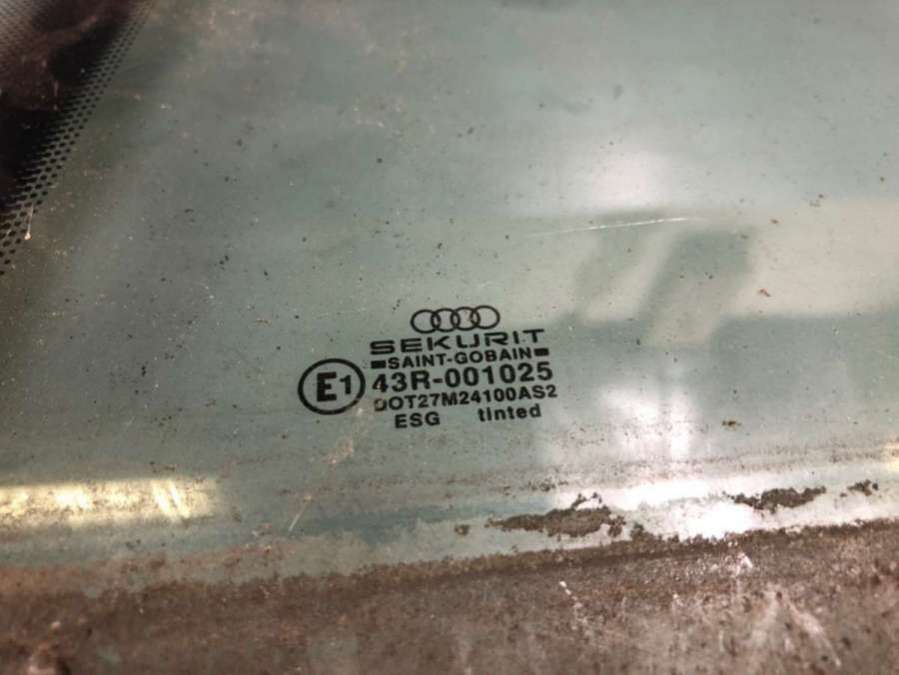 SEKURIT
SAINT-GOBAIN
E1 43R-001025
DOT27M24100AS2
ESG tinted